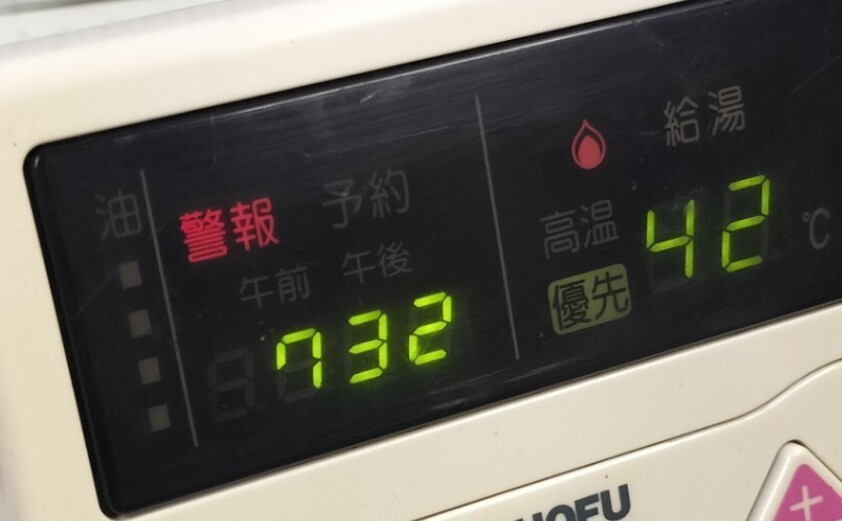 給湯
油 警報 予約
高温 42 ℃
午前 午後
優先
732
+